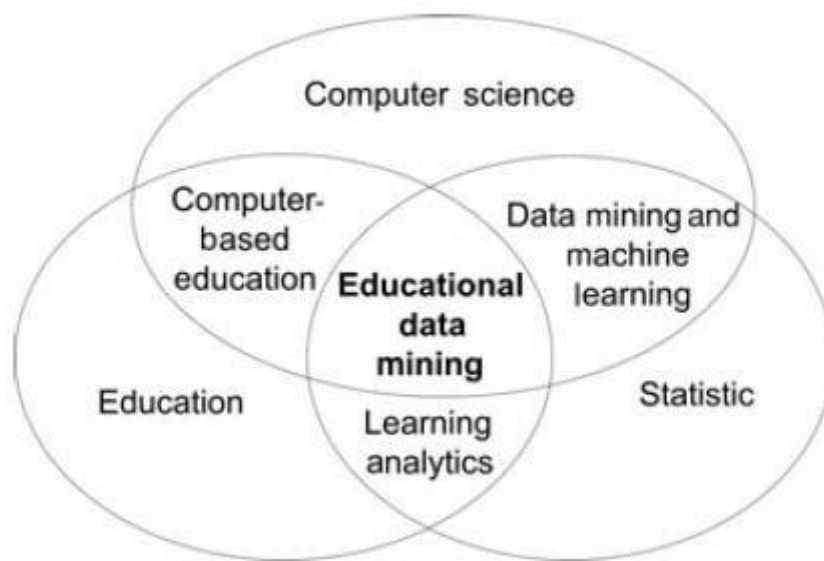 Computer science
Computer-
based
education
Data mining and
machine
learning
Educational
data
mining
Education
Statistic
Learning
analytics